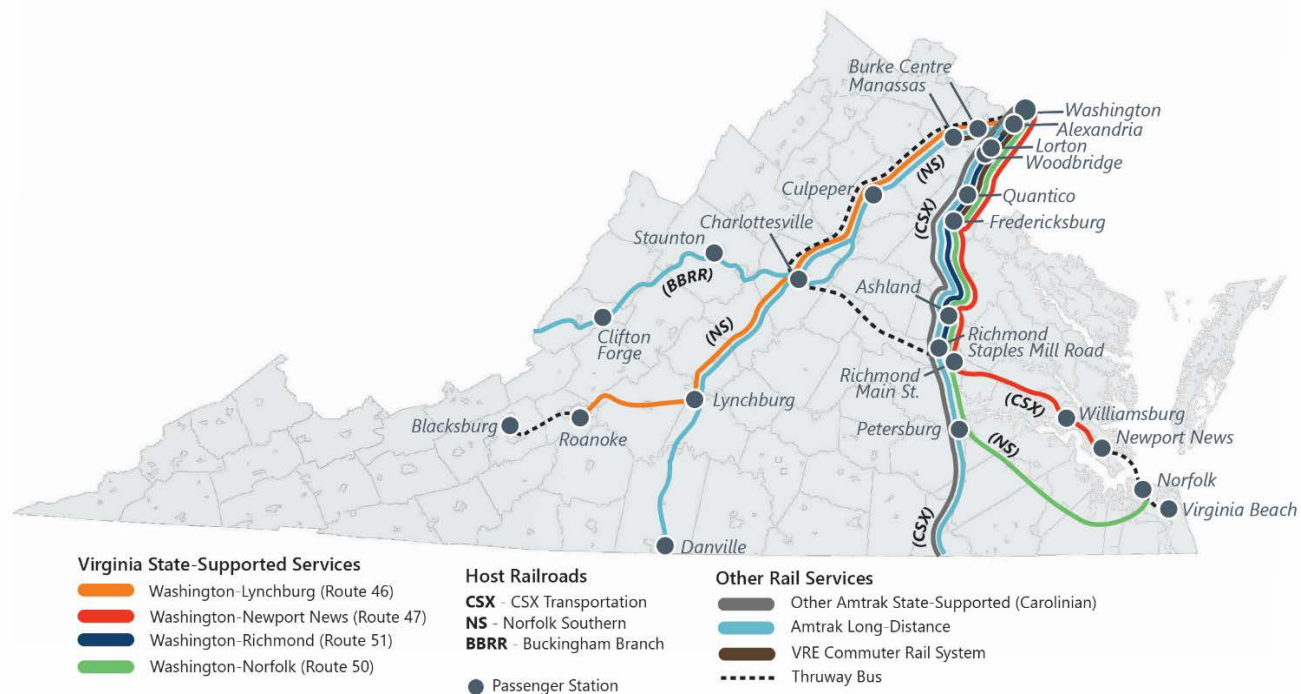 Burke Centre
Manassas
Washington
Alexandria
Lorton
Woodbridge
(NS)
Culpeper
Quantico
Charlottesville
(CSX)
Fredericksburg
Staunton
(BBRR)
Ashland
Clifton
Forge
(NS)
Richmond
Staples Mill Road
Richmond
Main St.
Lynchburg
(CSX)
Williamsburg
Blacksburg
Roanoke
Petersburg
(NS)
Newport News
Norfolk
Virginia Beach
(CSX)
Danville
Virginia State-Supported Services
Washington-Lynchburg (Route 46)
Washington-Newport News (Route 47)
Washington-Richmond (Route 51)
Washington-Norfolk (Route 50)
Host Railroads
CSX - CSX Transportation
NS - Norfolk Southern
BBRR - Buckingham Branch
Passenger Station
Other Rail Services
Other Amtrak State-Supported (Carolinian)
Amtrak Long-Distance
VRE Commuter Rail System
Thruway Bus